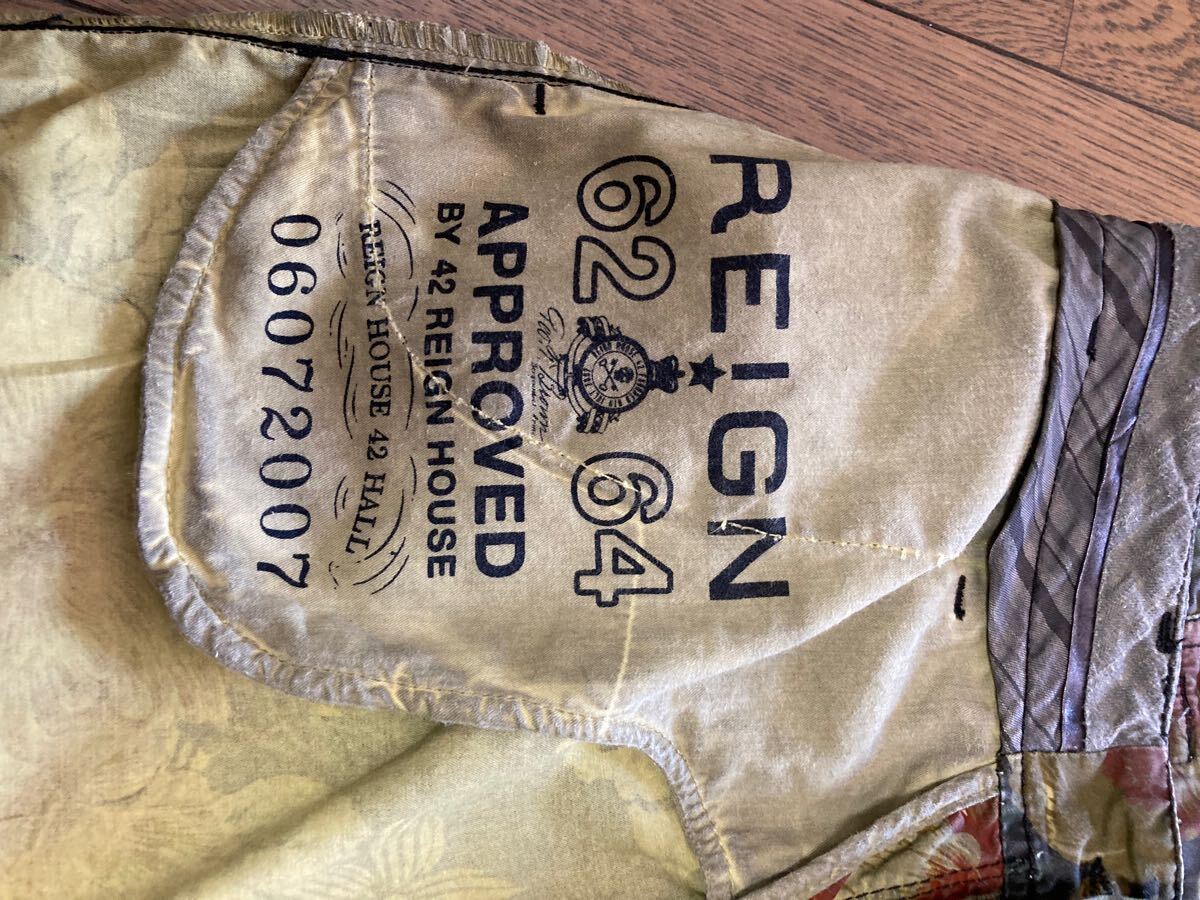 REIGN
62 64
APPROVED
BY 42 REIGN HOUSE
REIGN HOUSE 42 HALL
06072007